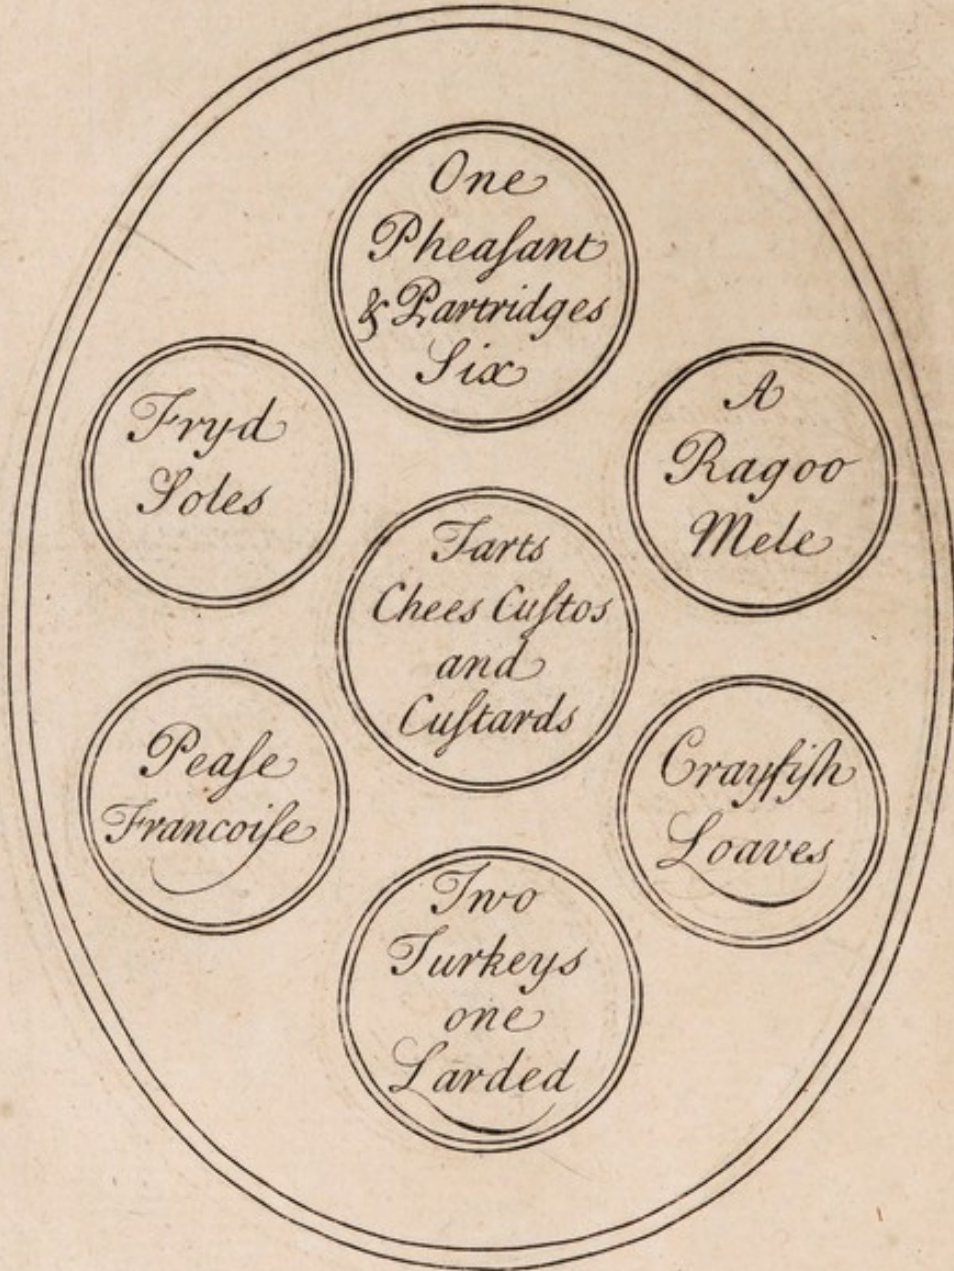 One
Pheaſant
& Partridges
Six
Fryd
Soles
A
Ragoo
Mele
Tarts
Chees Cuſtos
and
Cuſtards
Peaſe
Francoiſe
Crayfiſh
Loaves
Two
Turkeys
one
Larded